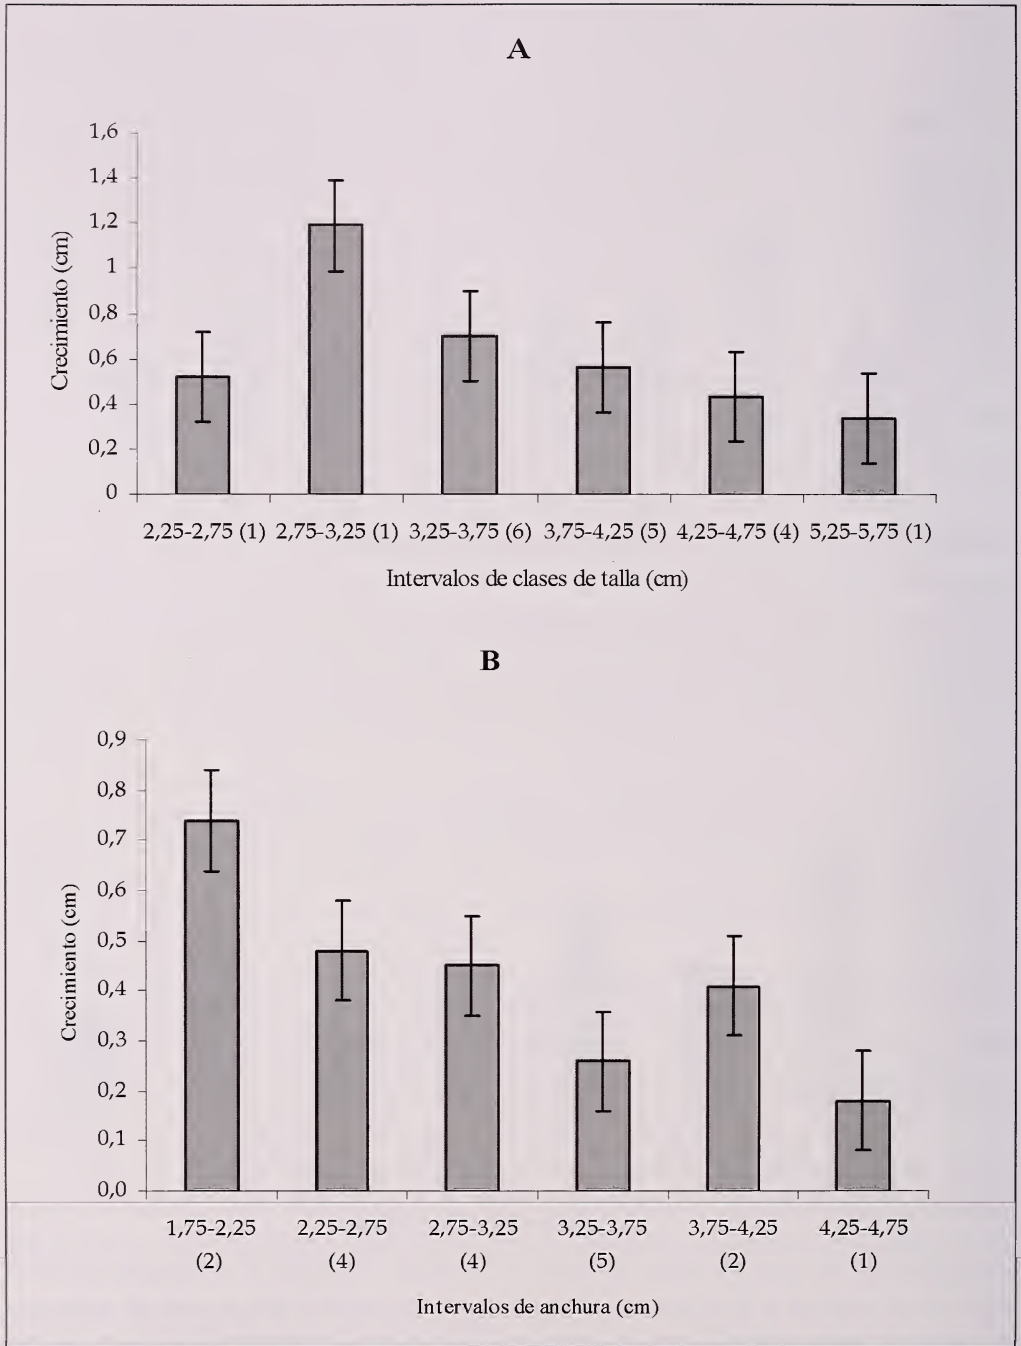 A
1,6
1,4
1,2
1
0,8
0,6
0,4
0,2
0
Crecimiento (cm)
2,25-2,75 (1) 2,75-3,25 (1) 3,25-3,75 (6) 3,75-4,25 (5) 4,25-4,75 (4) 5,25-5,75 (1)
Intervalos de clases de talla (cm)
B
0,9
0,8
0,7
0,6
0,5
0,4
0,3
0,2
0,1
0,0
Crecimiento (cm)
1,75-2,25 2,25-2,75 2,75-3,25 3,25-3,75 3,75-4,25 4,25-4,75
(2) (4) (4) (5) (2) (1)
Intervalos de anchura (cm)